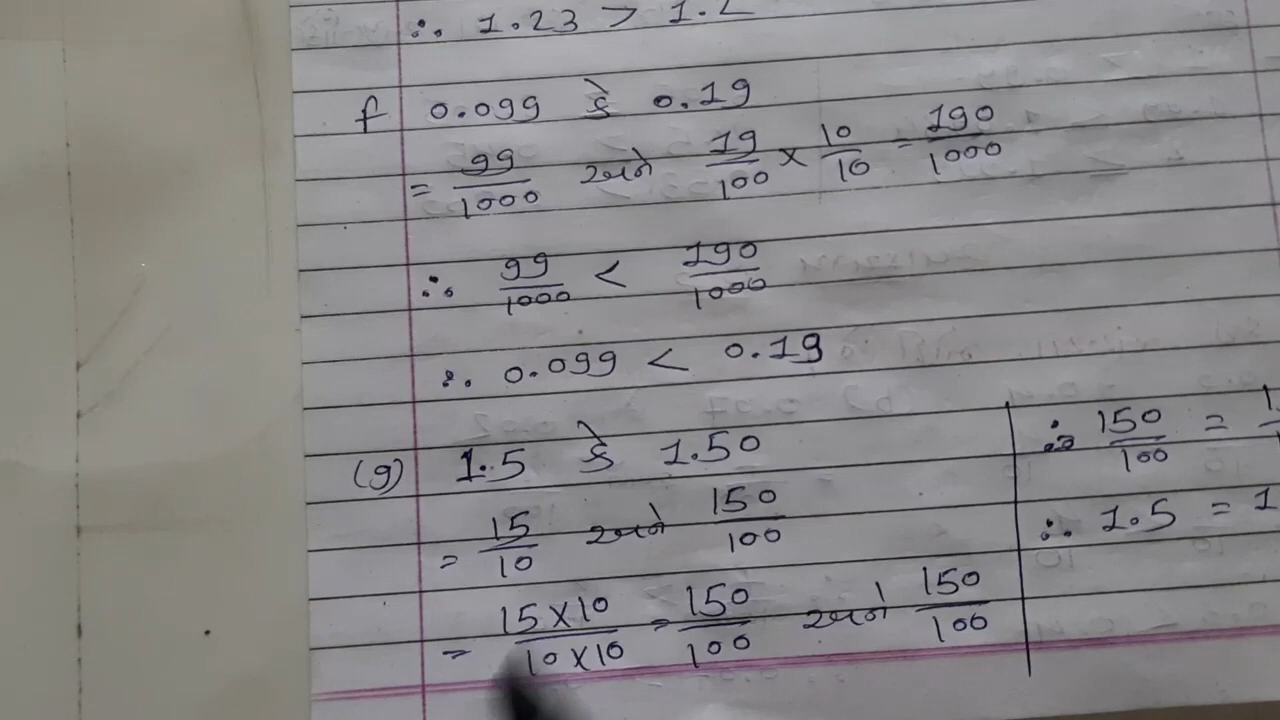 ∴ 1.23 > 1.2
f 0.099 કે 0.19
= 99/1000 અને 19/100 × 10/10 = 190/1000
∴ 99/1000 < 190/1000
∴ 0.099 < 0.19
(g) 1.5 કે 1.50
= 15/10 અને 150/100
= 15×10/10×10 = 150/100 અને 150/100
∴ 150/100 =
∴ 1.5 = 1